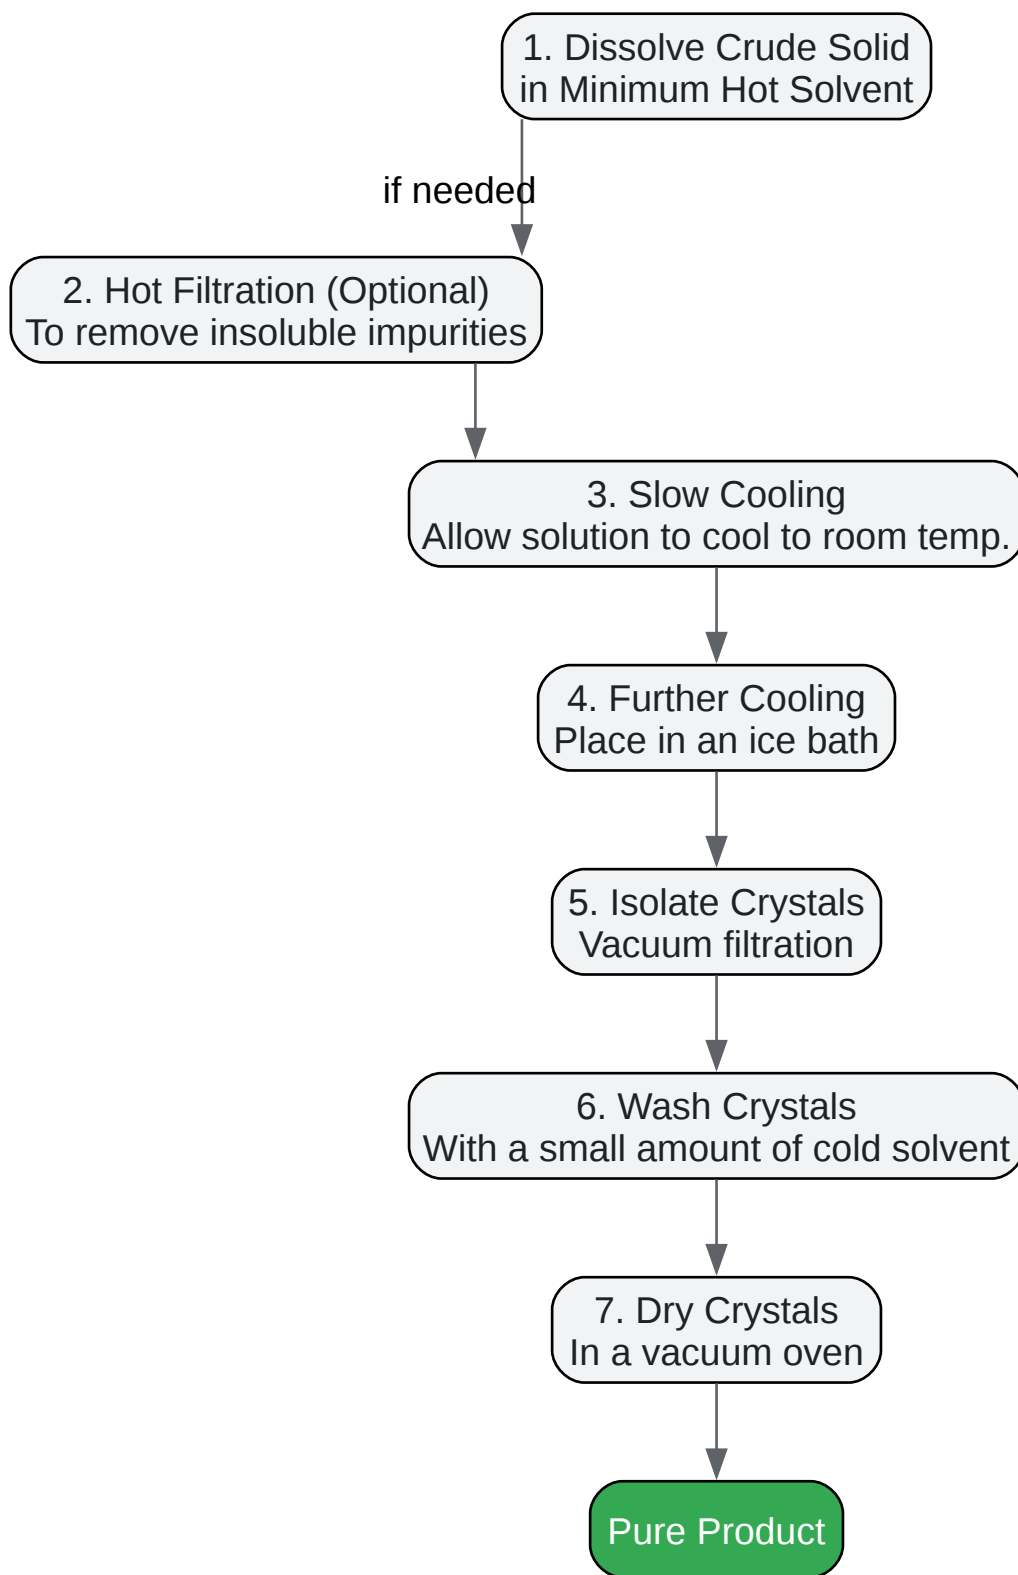 1. Dissolve Crude Solid
in Minimum Hot Solvent
if needed
2. Hot Filtration (Optional)
To remove insoluble impurities
3. Slow Cooling
Allow solution to cool to room temp.
4. Further Cooling
Place in an ice bath
5. Isolate Crystals
Vacuum filtration
6. Wash Crystals
With a small amount of cold solvent
7. Dry Crystals
In a vacuum oven
Pure Product